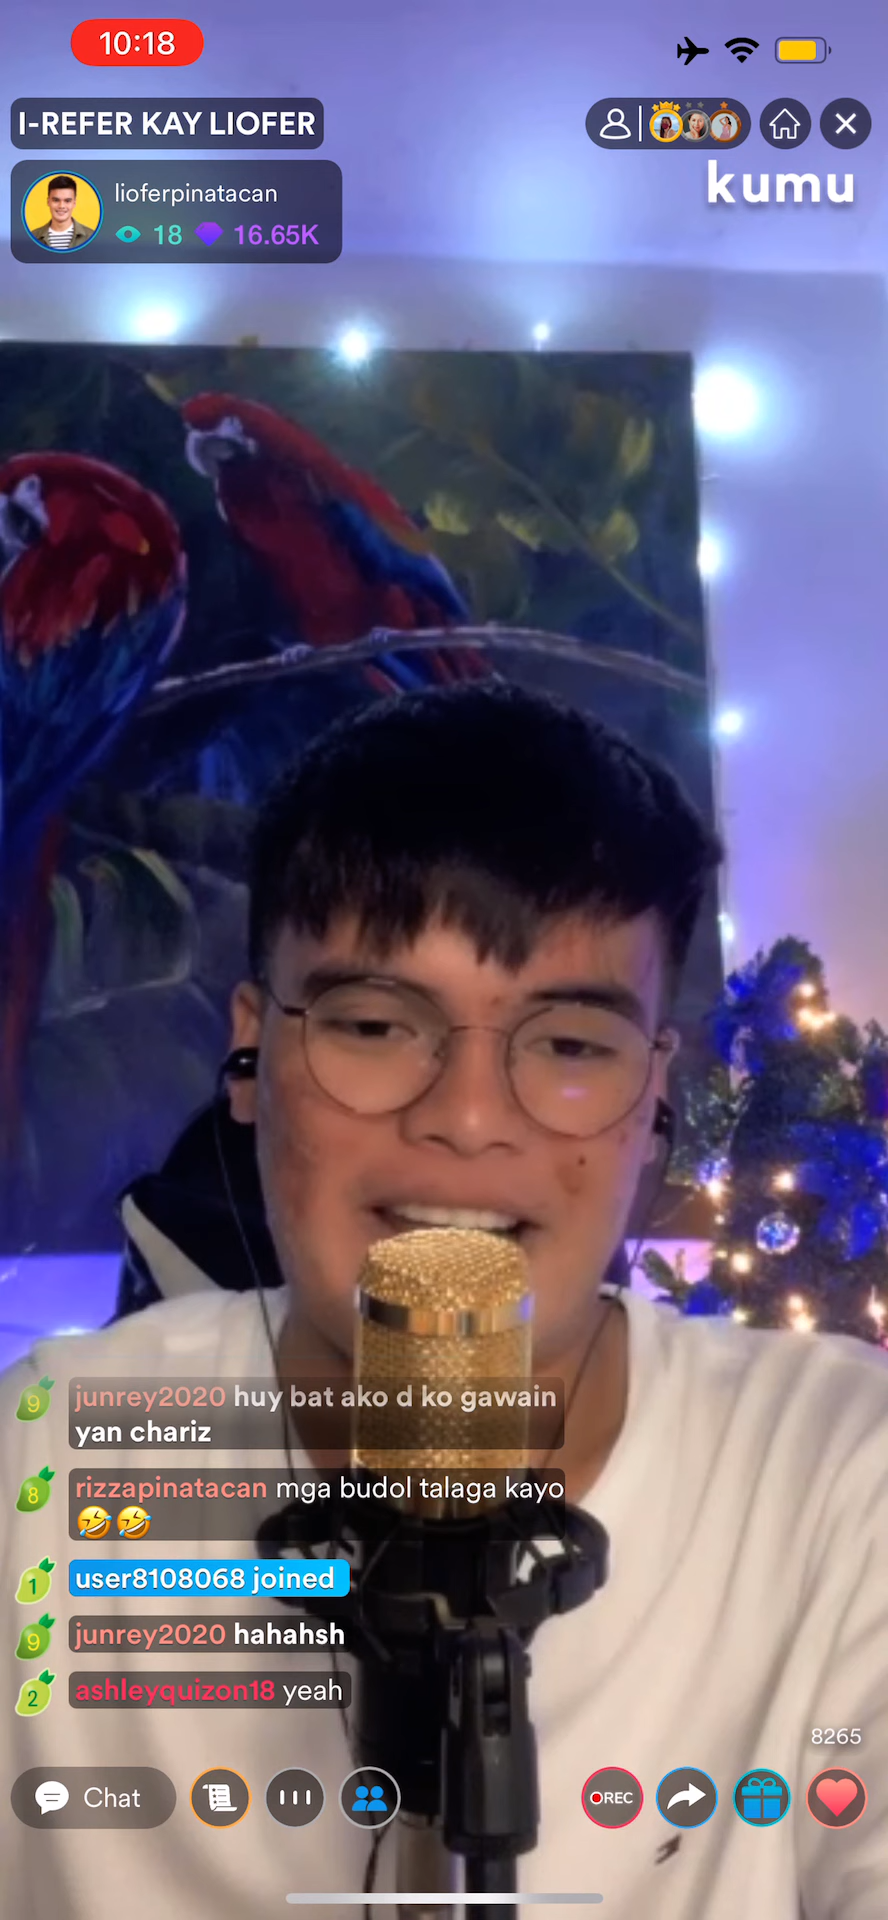 10:18
I-REFER KAY LIOFER
kumu
lioferpinatacan
18 16.65K
9 junrey2020 huy bat ako d ko gawain
yan chariz
8 rizzapinatacan mga budol talaga kayo
🤣🤣
1 user8108068 joined
9 junrey2020 hahahsh
2 ashleyquizon18 yeah
8265
Chat
REC